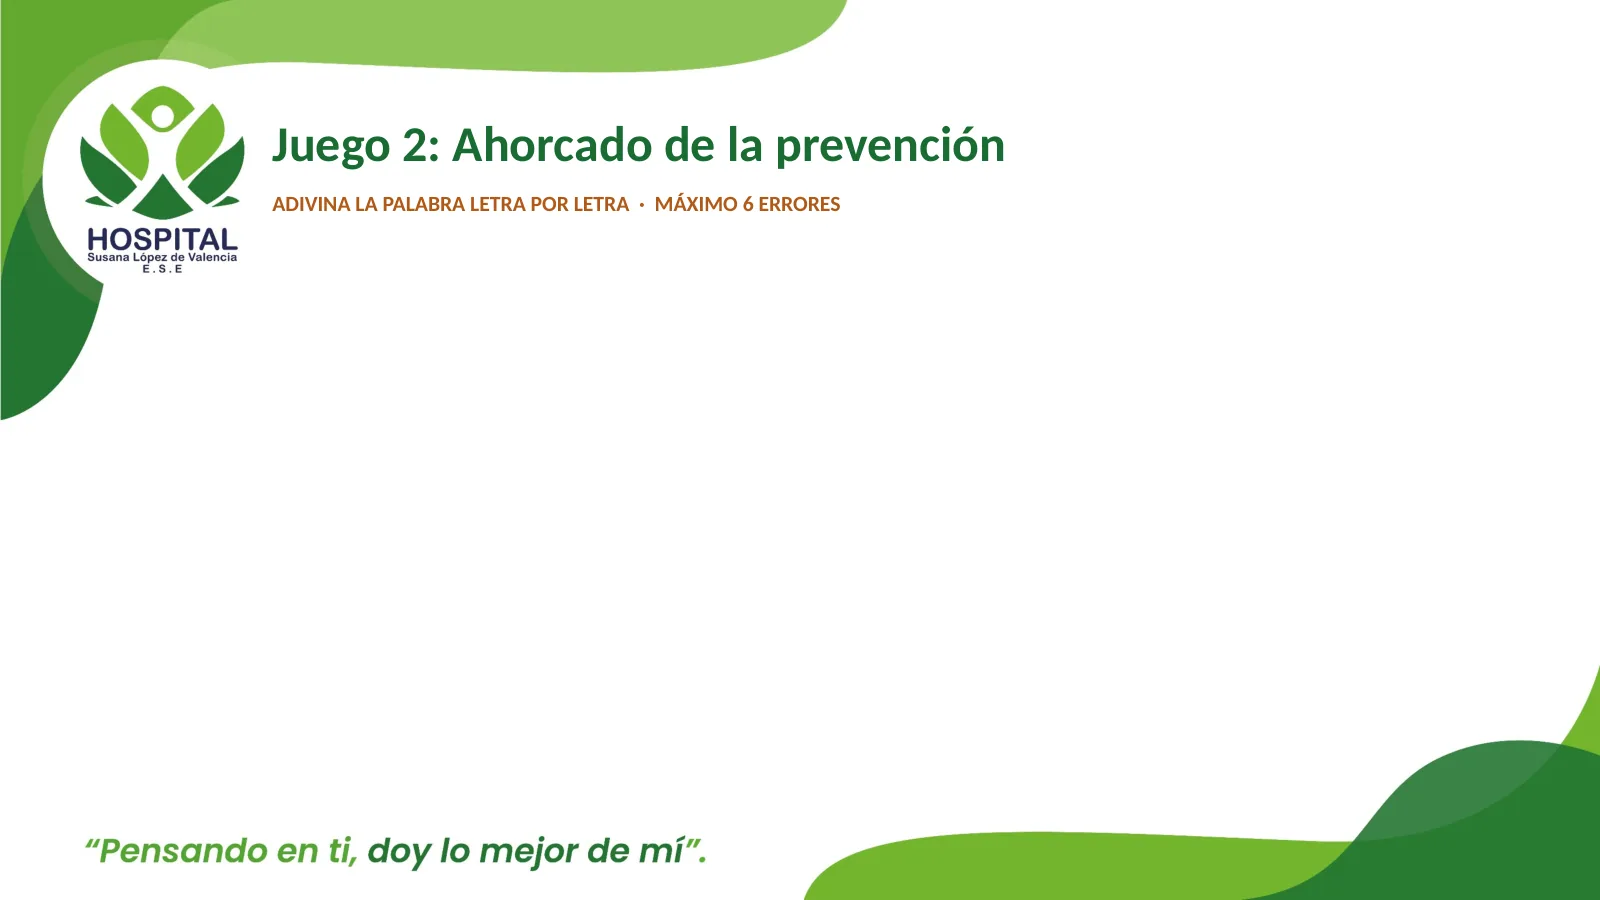 Juego 2: Ahorcado de la prevención
ADIVINA LA PALABRA LETRA POR LETRA · MÁXIMO 6 ERRORES
HOSPITAL
Susana López de Valencia
E.S.E
“Pensando en ti, doy lo mejor de mí”.